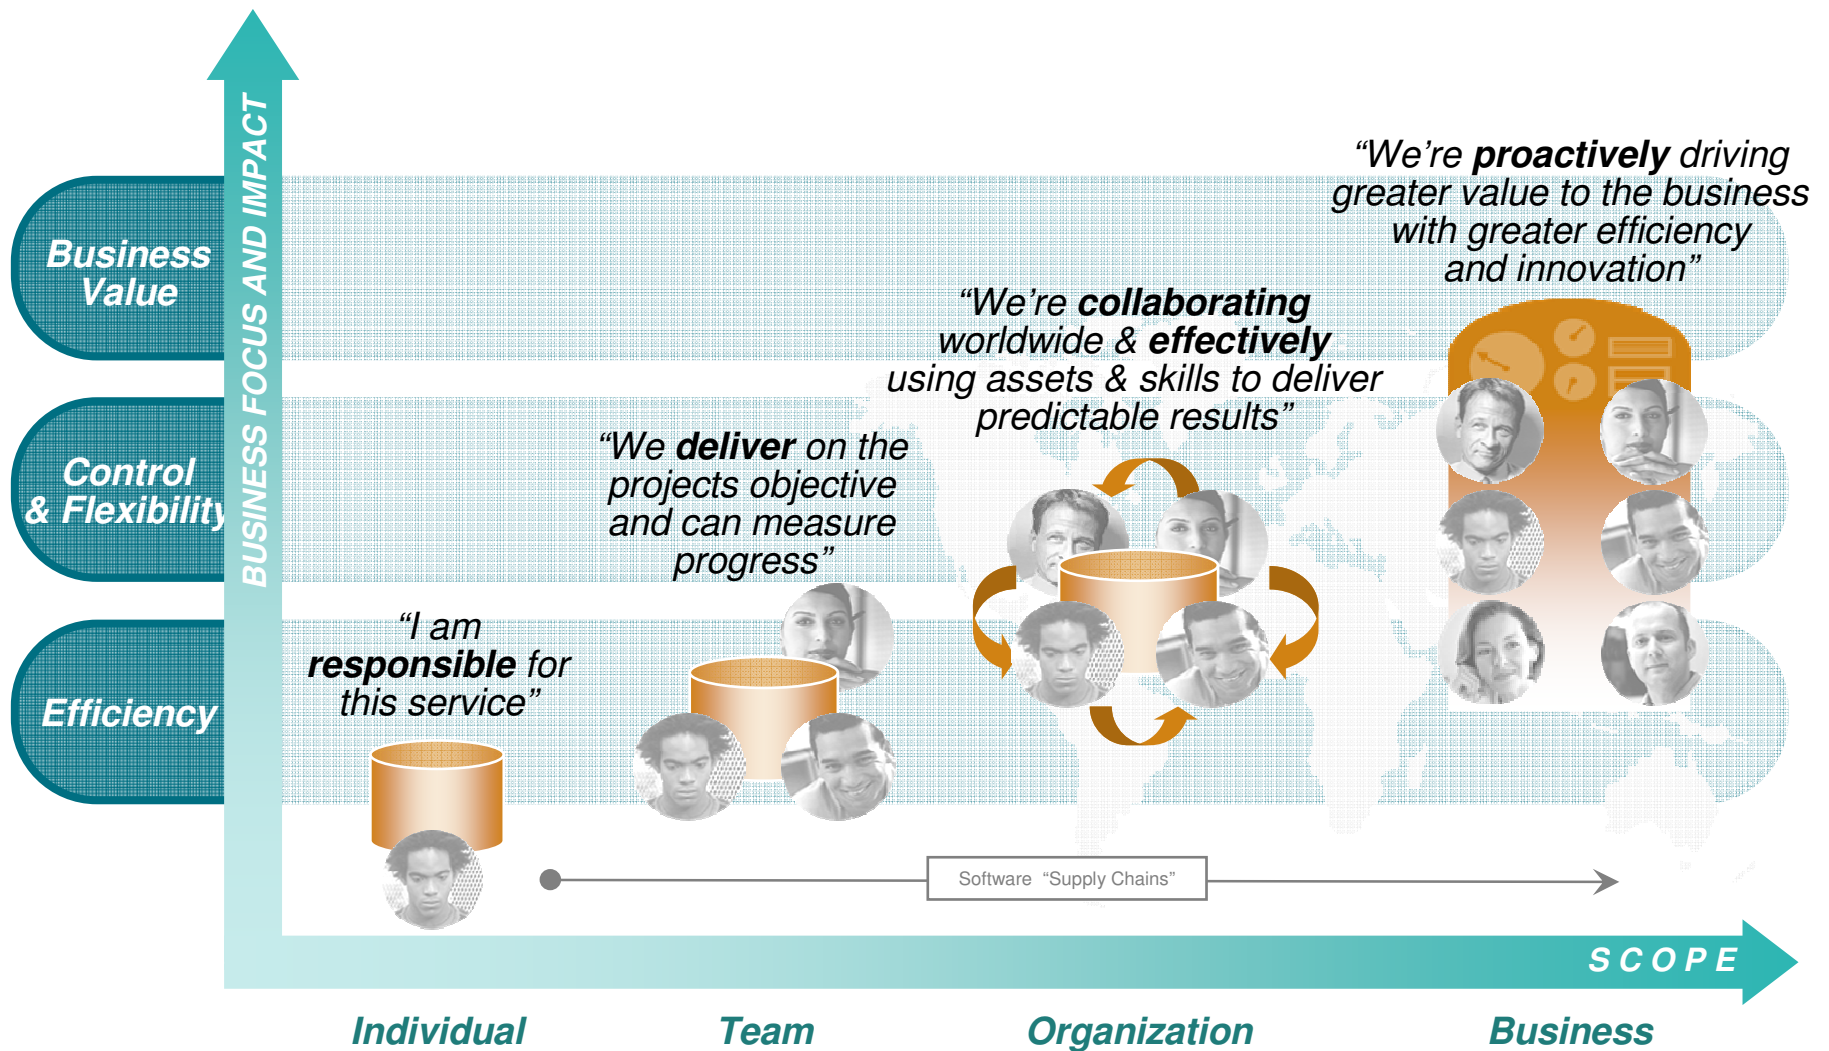 BUSINESS FOCUS AND IMPACT
Business
Value
Control
& Flexibility
Efficiency
“I am
responsible for
this service”
“We deliver on the
projects objective
and can measure
progress”
“We're collaborating
worldwide & effectively
using assets & skills to deliver
predictable results”
“We're proactively driving
greater value to the business
with greater efficiency
and innovation”
Software “Supply Chains”
SCOPE
Individual
Team
Organization
Business